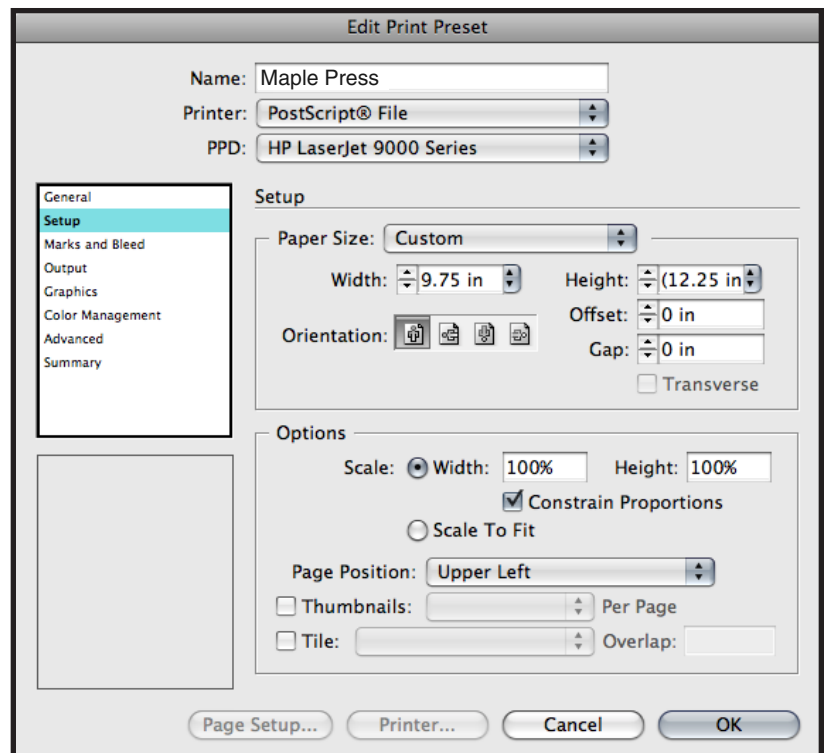 Edit Print Preset
Name: Maple Press
Printer: PostScript® File
PPD: HP LaserJet 9000 Series
General
Setup
Marks and Bleed
Output
Graphics
Color Management
Advanced
Summary
Setup
Paper Size: Custom
Width: 9.75 in Height: (12.25 in
Orientation: Offset: 0 in
Gap: 0 in
Transverse
Options
Scale: Width: 100% Height: 100%
Constrain Proportions
Scale To Fit
Page Position: Upper Left
Thumbnails: Per Page
Tile: Overlap:
Page Setup... Printer... Cancel OK